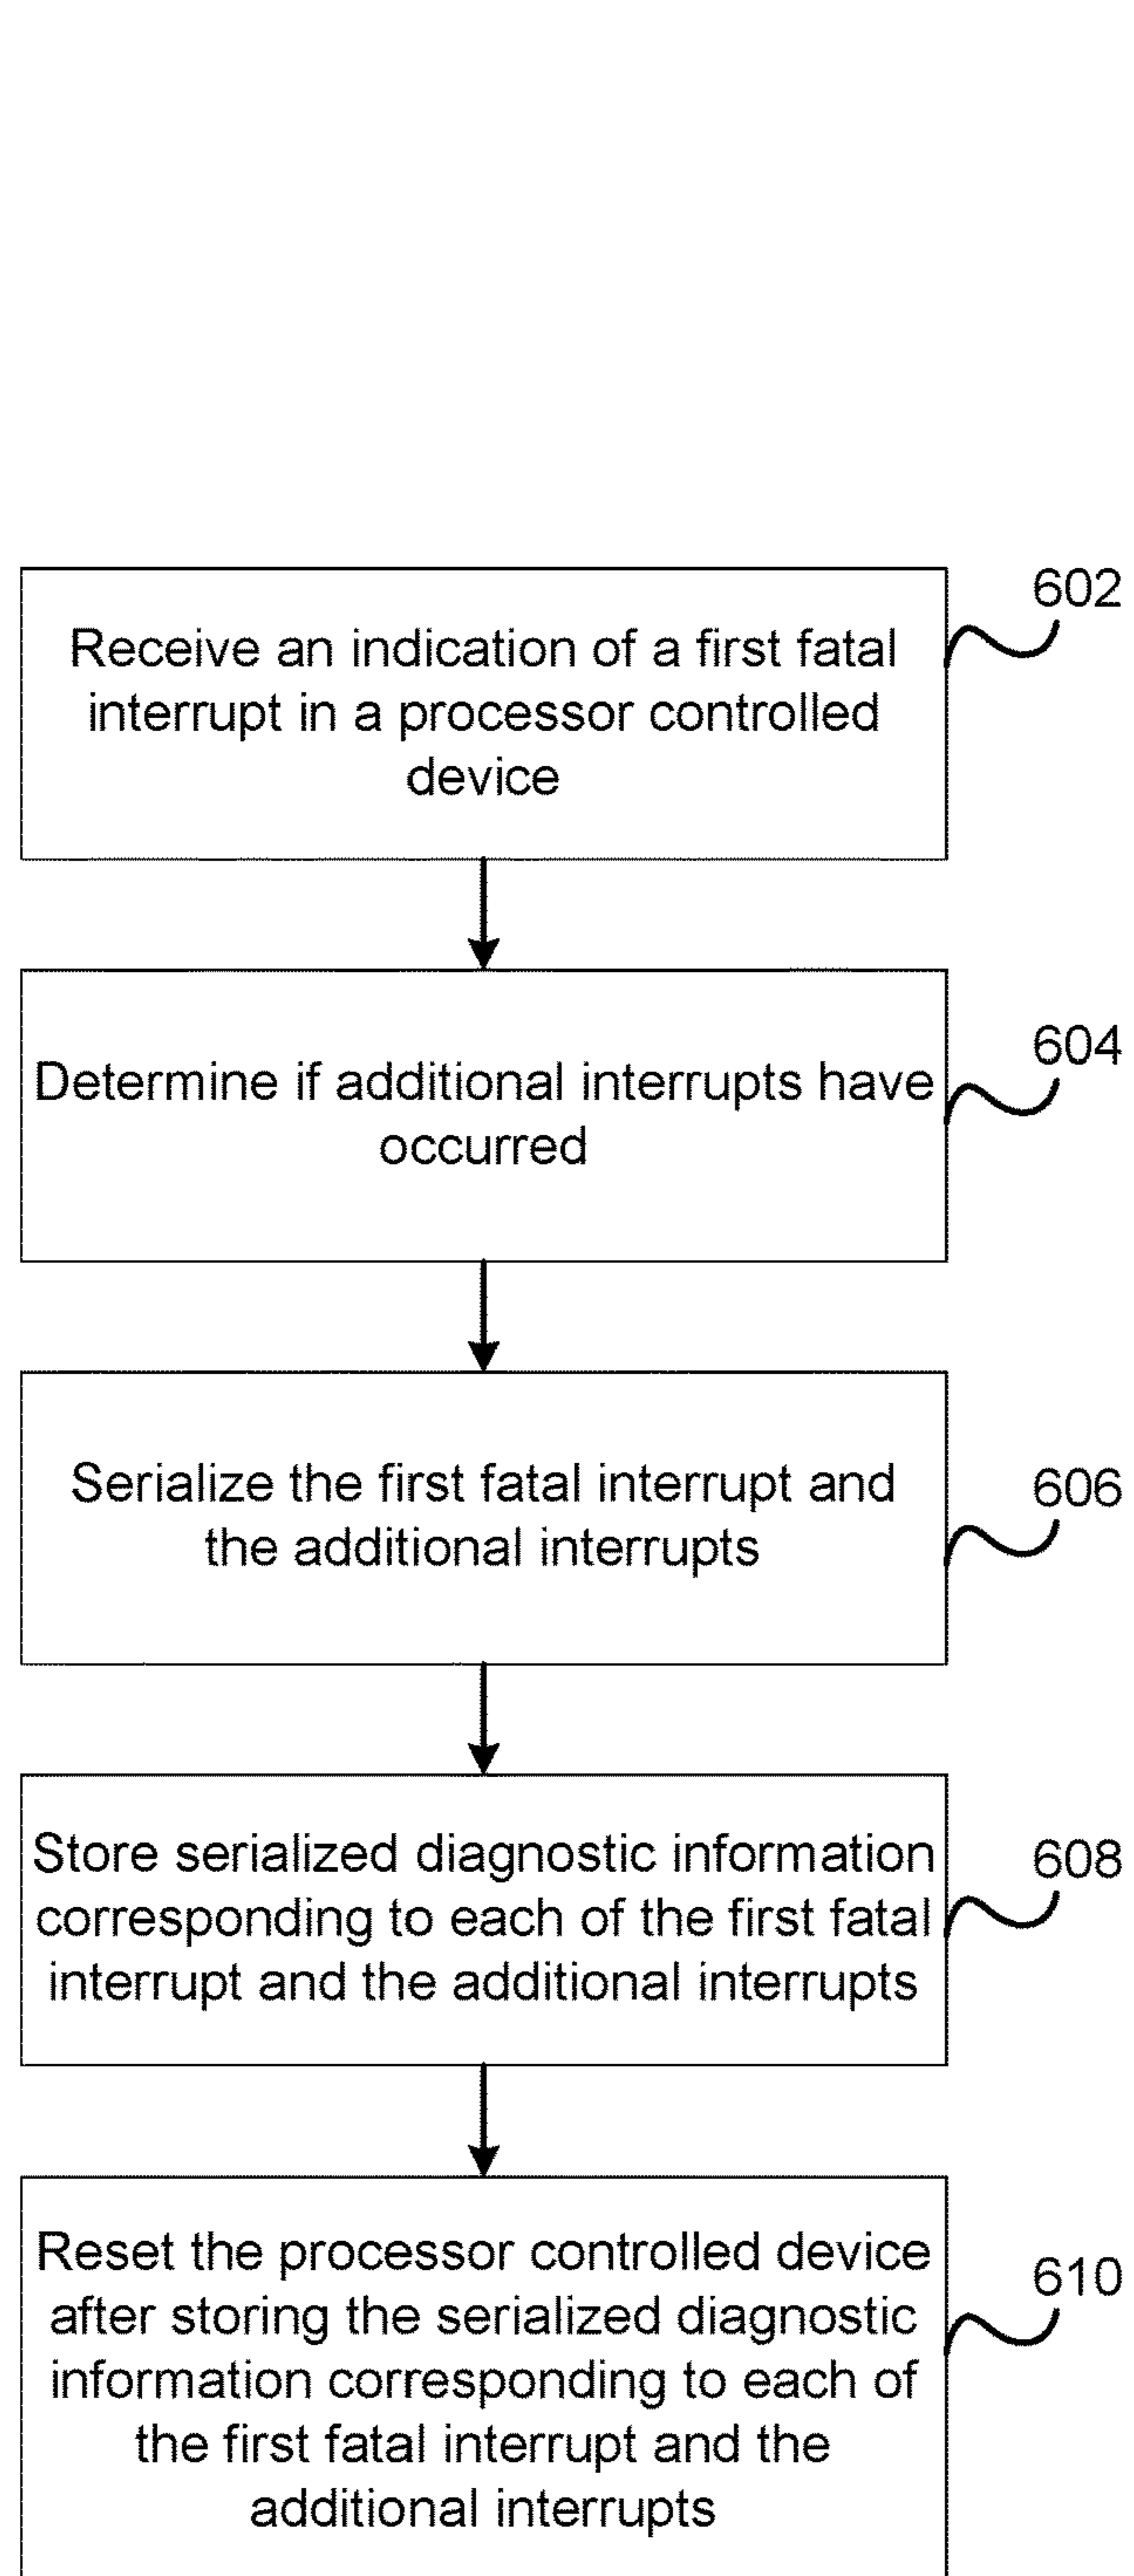 602
Receive an indication of a first fatal
interrupt in a processor controlled
device
604
Determine if additional interrupts have
occurred
606
Serialize the first fatal interrupt and
the additional interrupts
608
Store serialized diagnostic information
corresponding to each of the first fatal
interrupt and the additional interrupts
610
Reset the processor controlled device
after storing the serialized diagnostic
information corresponding to each of
the first fatal interrupt and the
additional interrupts